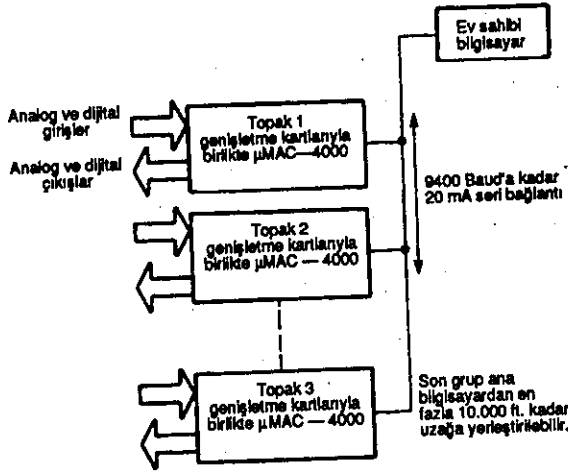 Ev sahibi
bilgisayar
Analog ve dijital
girişler
Analog ve dijital
çıkışlar
Topak 1
genişletme kartlarıyla
birlikte µMAC—4000
9400 Baud'a kadar
20 mA seri bağlantı
Topak 2
genişletme kartlarıyla
birlikte µMAC — 4000
Topak 3
genişletme kartlarıyla
birlikte µMAC — 4000
Son grup ana
bilgisayardan en
fazla 10.000 ft. kadar
uzağa yerleştirilebilir.